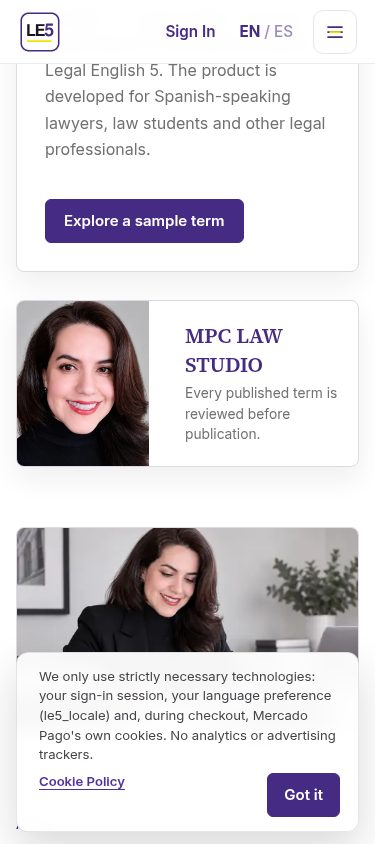 LE5
Sign In
EN / ES
Legal English 5. The product is
developed for Spanish-speaking
lawyers, law students and other legal
professionals.
Explore a sample term
MPC LAW
STUDIO
Every published term is
reviewed before
publication.
We only use strictly necessary technologies:
your sign-in session, your language preference
(le5_locale) and, during checkout, Mercado
Pago's own cookies. No analytics or advertising
trackers.
Cookie Policy
Got it